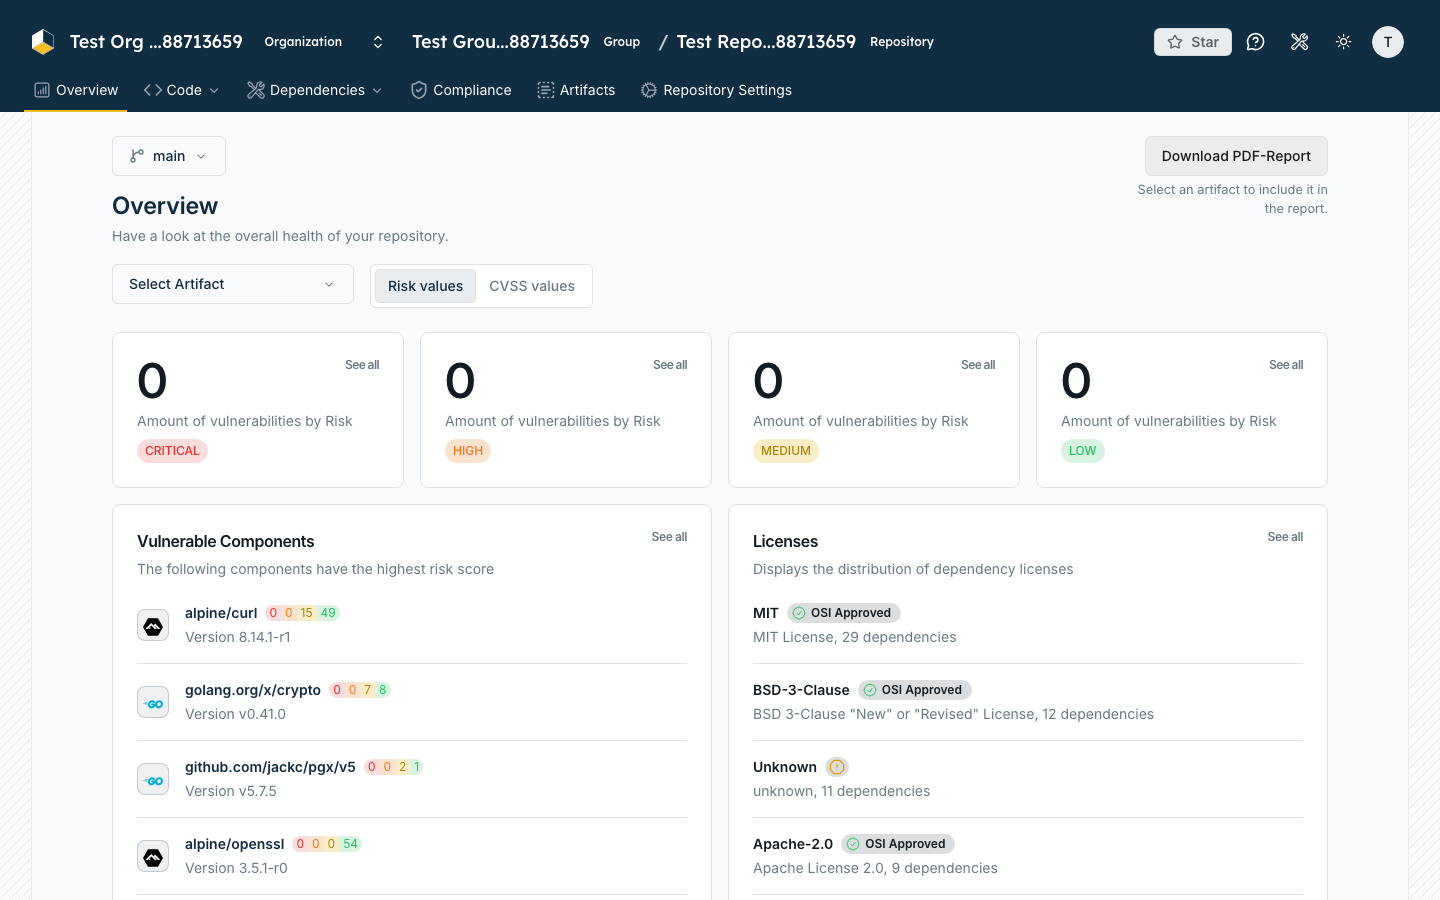 Test Org ...88713659 Organization Test Grou...88713659 Group / Test Repo...88713659 Repository Star T
Overview Code Dependencies Compliance Artifacts Repository Settings
main Download PDF-Report
Select an artifact to include it in
the report.
Overview
Have a look at the overall health of your repository.
Select Artifact Risk values CVSS values
0 See all 0 See all 0 See all 0 See all
Amount of vulnerabilities by Risk Amount of vulnerabilities by Risk Amount of vulnerabilities by Risk Amount of vulnerabilities by Risk
CRITICAL HIGH MEDIUM LOW
Vulnerable Components See all
The following components have the highest risk score
alpine/curl 0 0 15 49
Version 8.14.1-r1
golang.org/x/crypto 0 0 7 8
Version v0.41.0
GO
github.com/jackc/pgx/v5 0 0 2 1
Version v5.7.5
GO
alpine/openssl 0 0 0 54
Version 3.5.1-r0
Licenses See all
Displays the distribution of dependency licenses
MIT OSI Approved
MIT License, 29 dependencies
BSD-3-Clause OSI Approved
BSD 3-Clause "New" or "Revised" License, 12 dependencies
Unknown
unknown, 11 dependencies
Apache-2.0 OSI Approved
Apache License 2.0, 9 dependencies